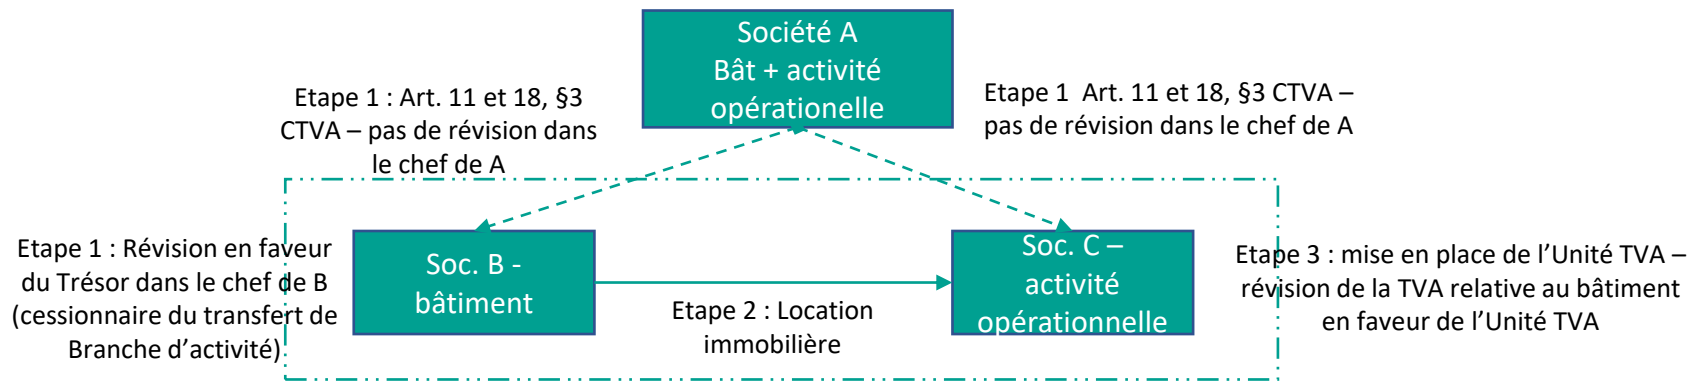 Société A
Bât + activité
opérationelle
Etape 1 : Art. 11 et 18, §3
CTVA – pas de révision dans
le chef de A
Etape 1  Art. 11 et 18, §3 CTVA –
pas de révision dans le chef de A
Etape 1 : Révision en faveur
du Trésor dans le chef de B
(cessionnaire du transfert de
Branche d’activité)
Soc. B -
bâtiment
Etape 2 : Location
immobilière
Soc. C –
activité
opérationnelle
Etape 3 : mise en place de l’Unité TVA –
révision de la TVA relative au bâtiment
en faveur de l’Unité TVA